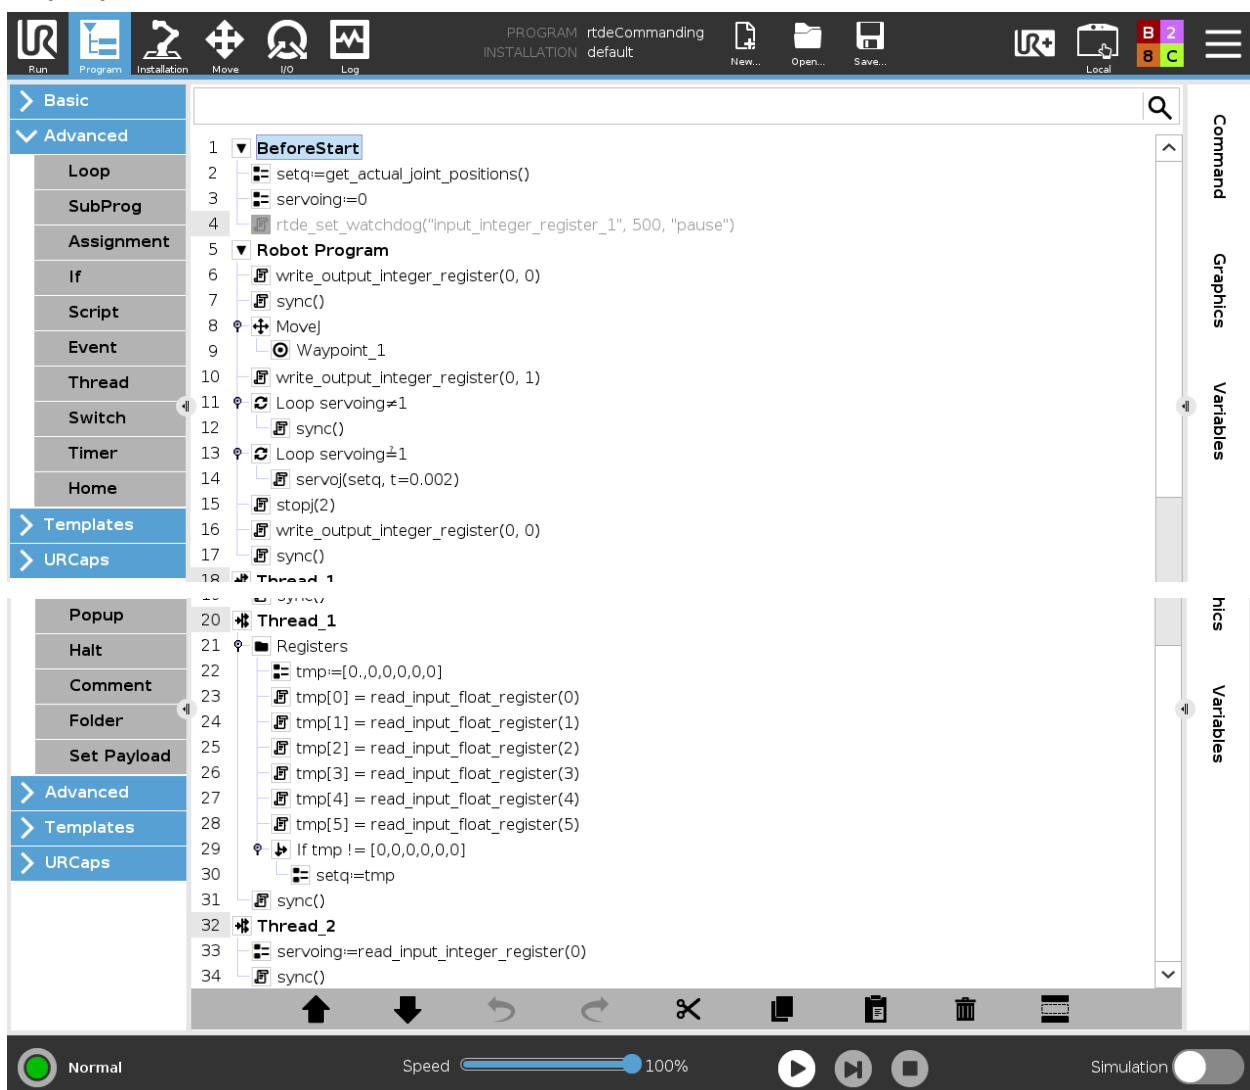 PROGRAM rtdeCommanding
INSTALLATION default
UR
Run
Program
Installation
Move
I/O
Log
New...
Open...
Save...
UR+
Local
B 2
8 C
Basic
Advanced
Loop
SubProg
Assignment
If
Script
Event
Thread
Switch
Timer
Home
Templates
URCaps
1 BeforeStart
2 setq:=get_actual_joint_positions()
3 servoing:=0
4 rtde_set_watchdog("input_integer_register_1", 500, "pause")
5 Robot Program
6 write_output_integer_register(0, 0)
7 sync()
8 MoveJ
9 Waypoint_1
10 write_output_integer_register(0, 1)
11 Loop servoing≠1
12 sync()
13 Loop servoing≟1
14 servoj(setq, t=0.002)
15 stopj(2)
16 write_output_integer_register(0, 0)
17 sync()
18 Thread_1
Command
Graphics
Variables
Popup
Halt
Comment
Folder
Set Payload
Advanced
Templates
URCaps
19 sync()
20 Thread_1
21 Registers
22 tmp:=[0.,0,0,0,0,0]
23 tmp[0] = read_input_float_register(0)
24 tmp[1] = read_input_float_register(1)
25 tmp[2] = read_input_float_register(2)
26 tmp[3] = read_input_float_register(3)
27 tmp[4] = read_input_float_register(4)
28 tmp[5] = read_input_float_register(5)
29 If tmp != [0,0,0,0,0,0]
30 setq:=tmp
31 sync()
32 Thread_2
33 servoing:=read_input_integer_register(0)
34 sync()
hics
Variables
Normal
Speed 100%
Simulation